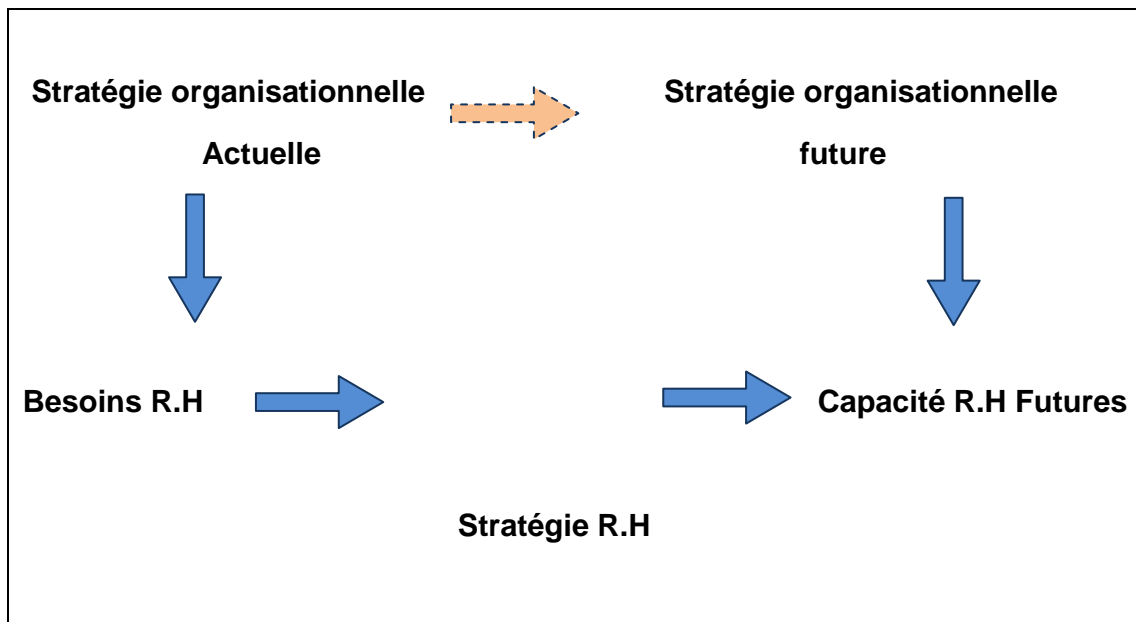 Stratégie organisationnelle
Actuelle
Stratégie organisationnelle
future
Besoins R.H
Capacité R.H Futures
Stratégie R.H